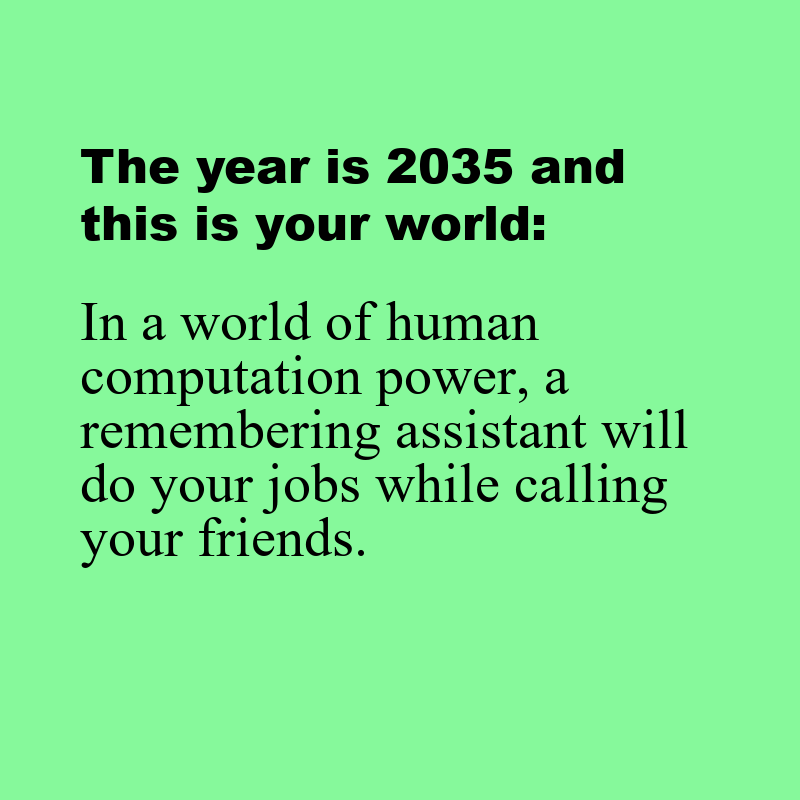 The year is 2035 and
this is your world:
In a world of human
computation power, a
remembering assistant will
do your jobs while calling
your friends.